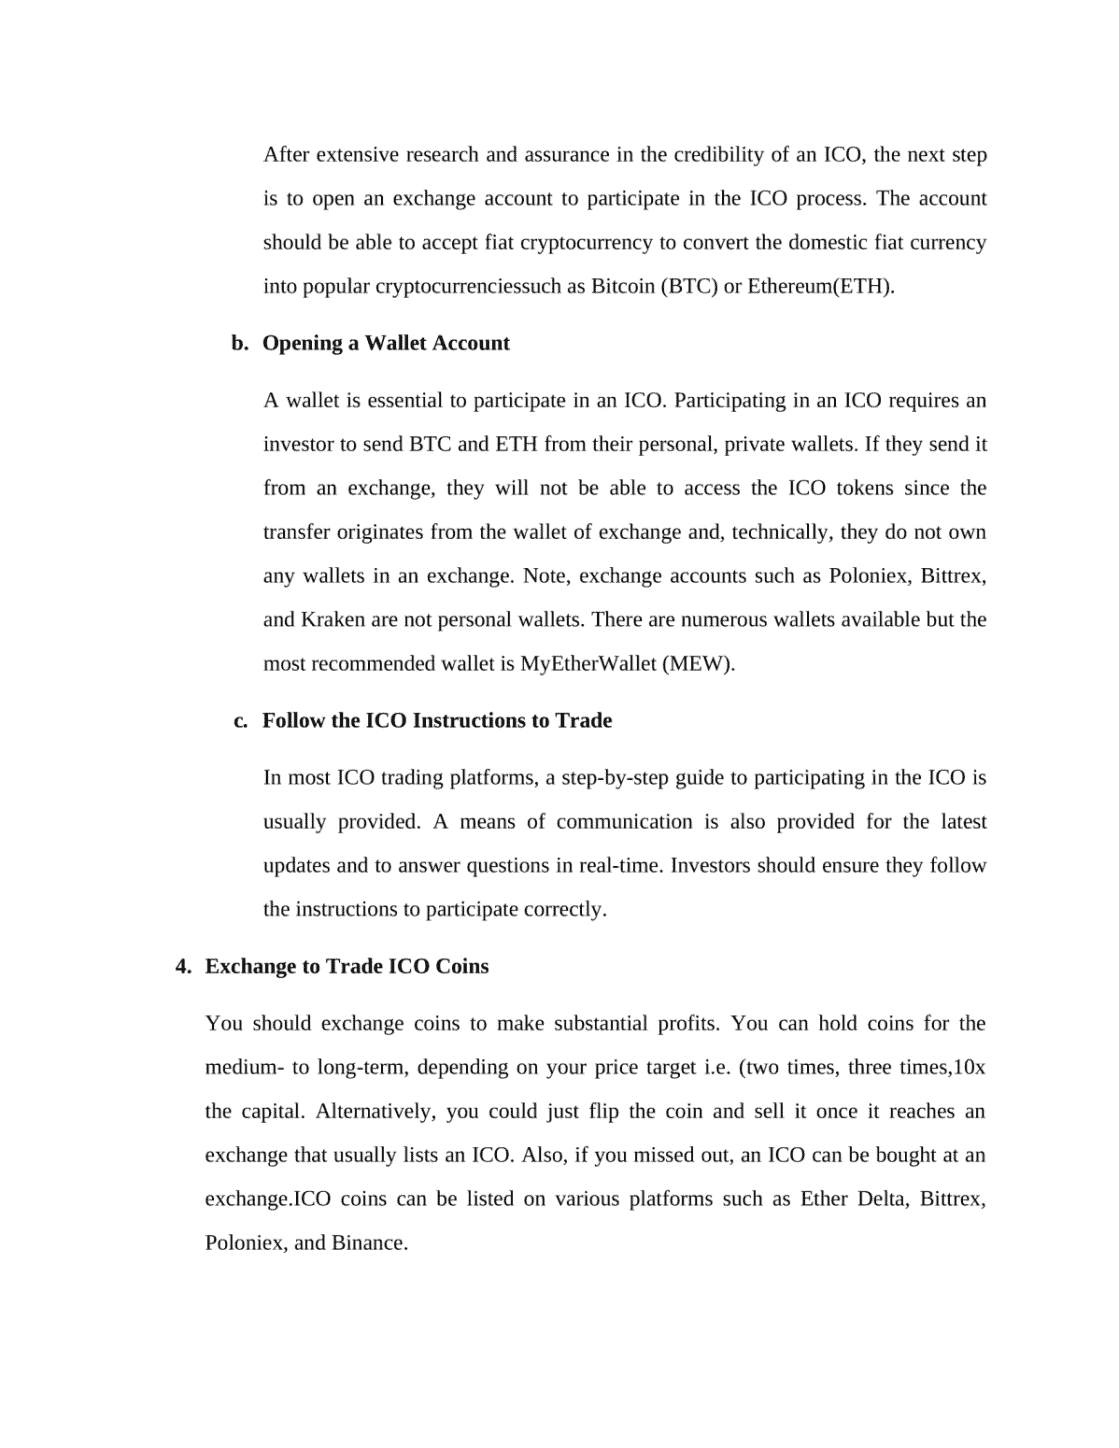 After extensive research and assurance in the credibility of an ICO, the next step
is to open an exchange account to participate in the ICO process. The account
should be able to accept fiat cryptocurrency to convert the domestic fiat currency
into popular cryptocurrenciessuch as Bitcoin (BTC) or Ethereum(ETH).
b. Opening a Wallet Account
A wallet is essential to participate in an ICO. Participating in an ICO requires an
investor to send BTC and ETH from their personal, private wallets. If they send it
from an exchange, they will not be able to access the ICO tokens since the
transfer originates from the wallet of exchange and, technically, they do not own
any wallets in an exchange. Note, exchange accounts such as Poloniex, Bittrex,
and Kraken are not personal wallets. There are numerous wallets available but the
most recommended wallet is MyEtherWallet (MEW).
c. Follow the ICO Instructions to Trade
In most ICO trading platforms, a step-by-step guide to participating in the ICO is
usually provided. A means of communication is also provided for the latest
updates and to answer questions in real-time. Investors should ensure they follow
the instructions to participate correctly.
4. Exchange to Trade ICO Coins
You should exchange coins to make substantial profits. You can hold coins for the
medium- to long-term, depending on your price target i.e. (two times, three times,10x
the capital. Alternatively, you could just flip the coin and sell it once it reaches an
exchange that usually lists an ICO. Also, if you missed out, an ICO can be bought at an
exchange.ICO coins can be listed on various platforms such as Ether Delta, Bittrex,
Poloniex, and Binance.